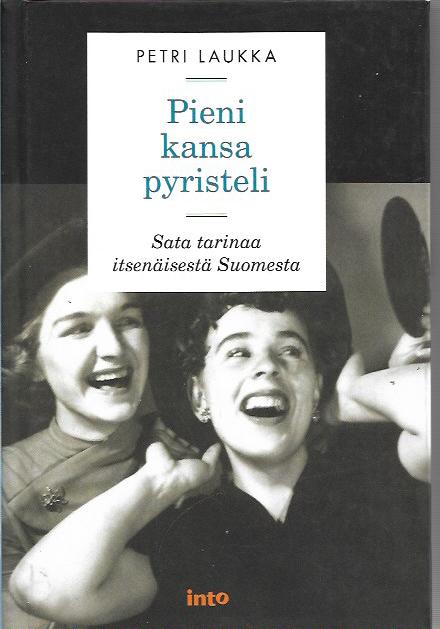 PETRI LAUKKA
Pieni
kansa
pyristeli
Sata tarinaa
itsenäisestä Suomesta
into